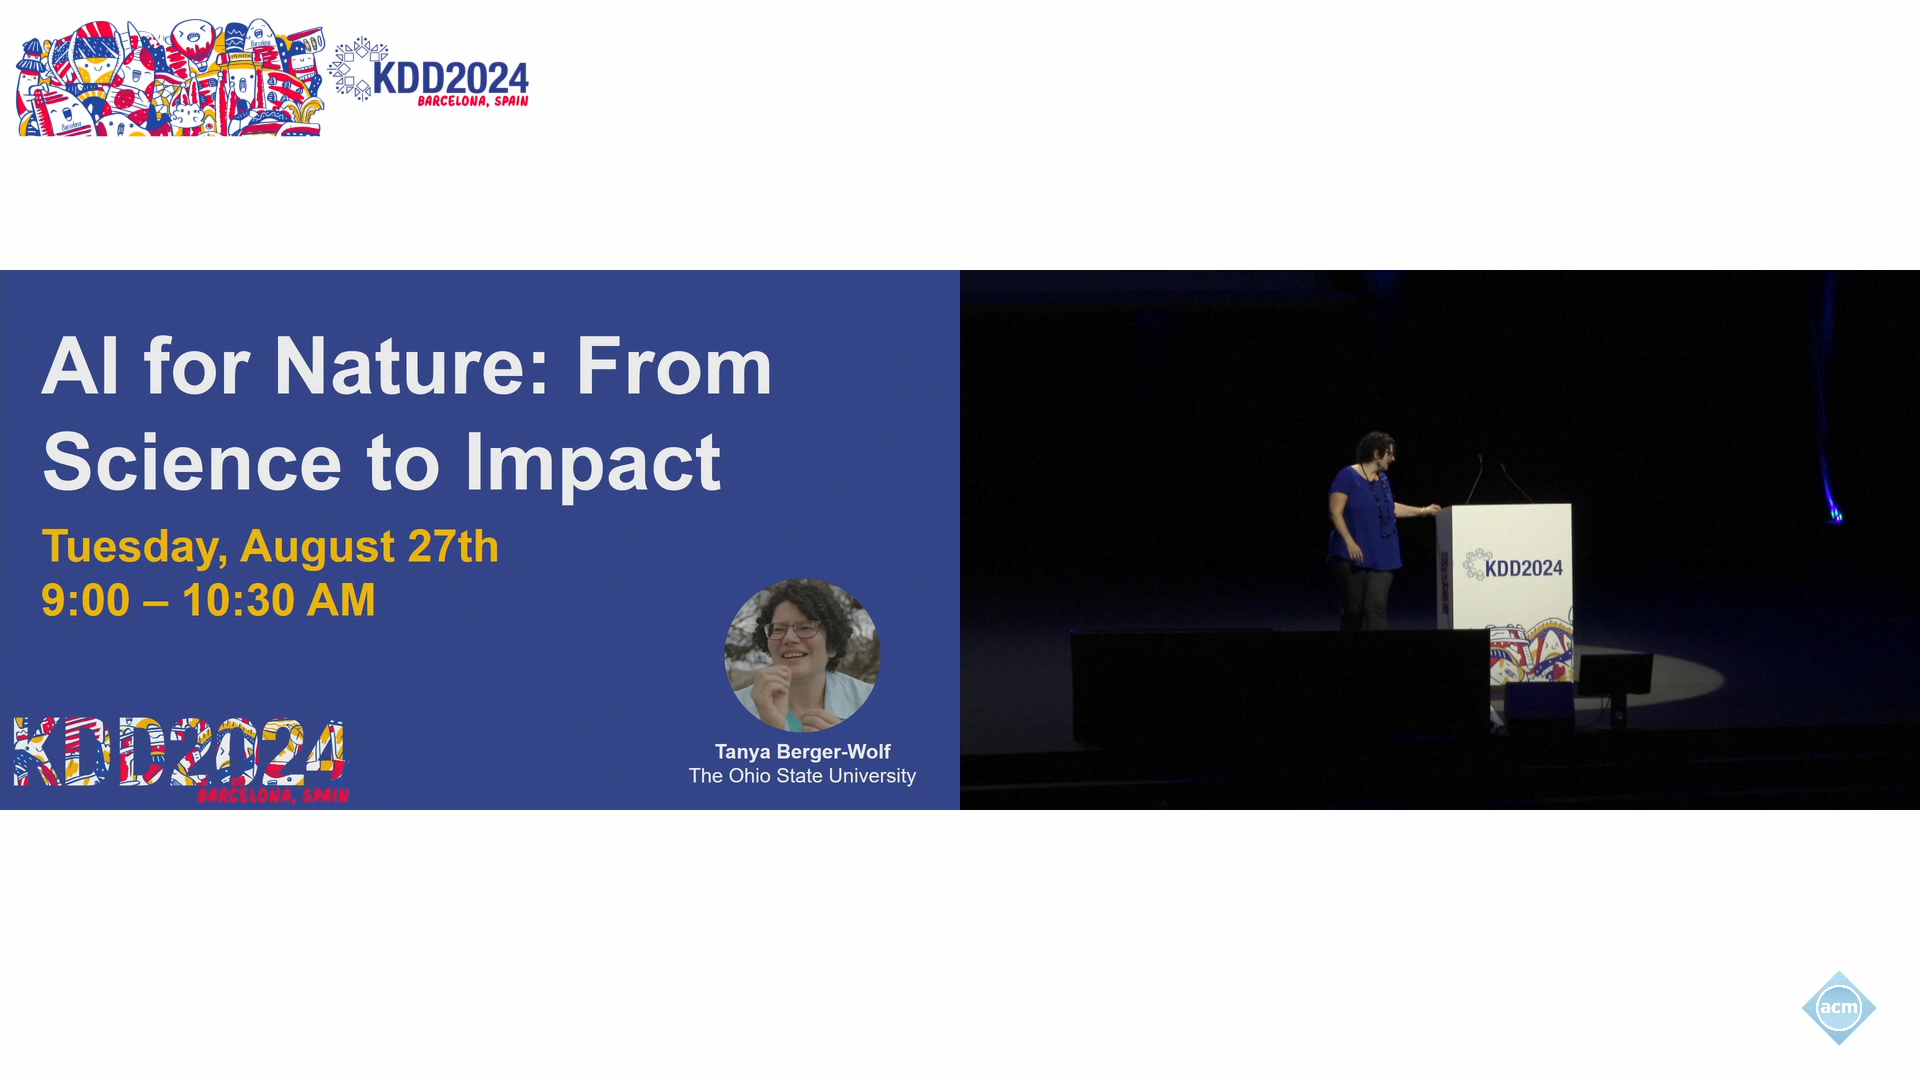 KDD2024
BARCELONA, SPAIN
AI for Nature: From
Science to Impact
Tuesday, August 27th
9:00 – 10:30 AM
Tanya Berger-Wolf
The Ohio State University
KDD2024
BARCELONA, SPAIN
KDD2024
acm